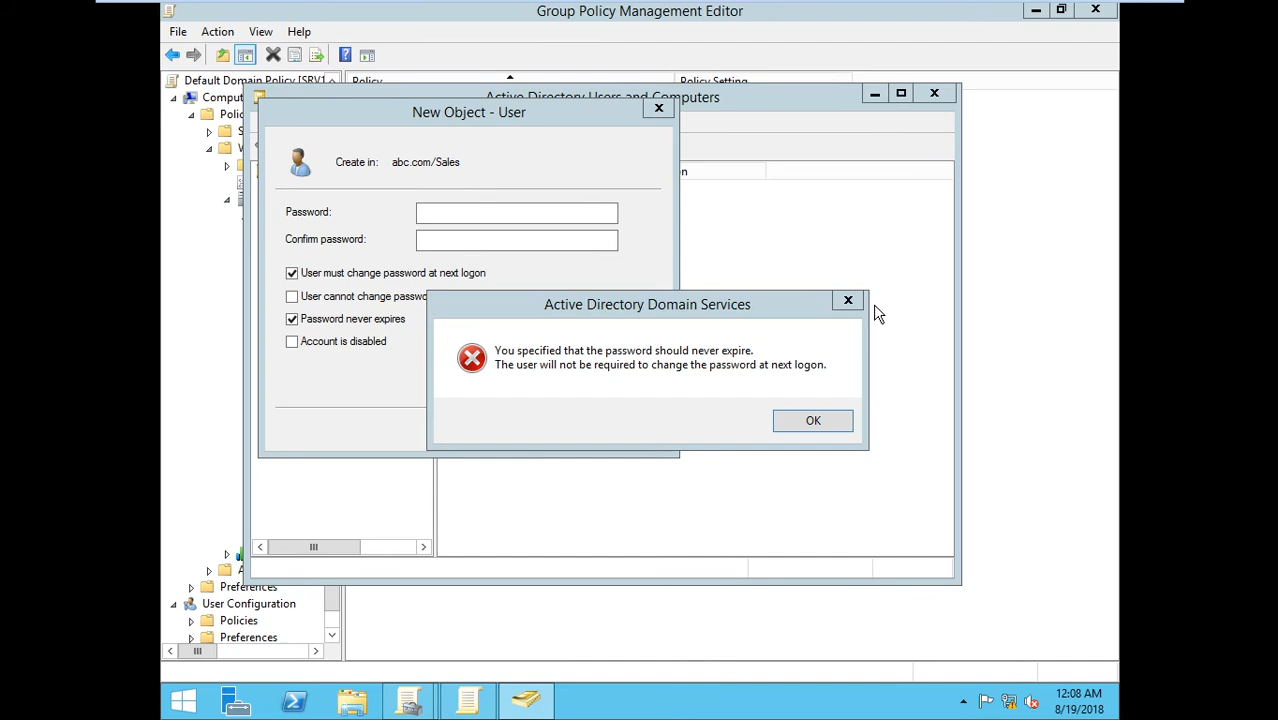 Group Policy Management Editor
File Action View Help
Default Domain Policy [SRV1
Policy
Policy Setting
Comput
Active Directory Users and Computers
Polic
New Object - User
S
W
Create in: abc.com/Sales
Password:
Confirm password:
User must change password at next logon
User cannot change passwo
Password never expires
Account is disabled
Active Directory Domain Services
You specified that the password should never expire.
The user will not be required to change the password at next logon.
OK
Preferences
User Configuration
Policies
Preferences
12:08 AM
8/19/2018